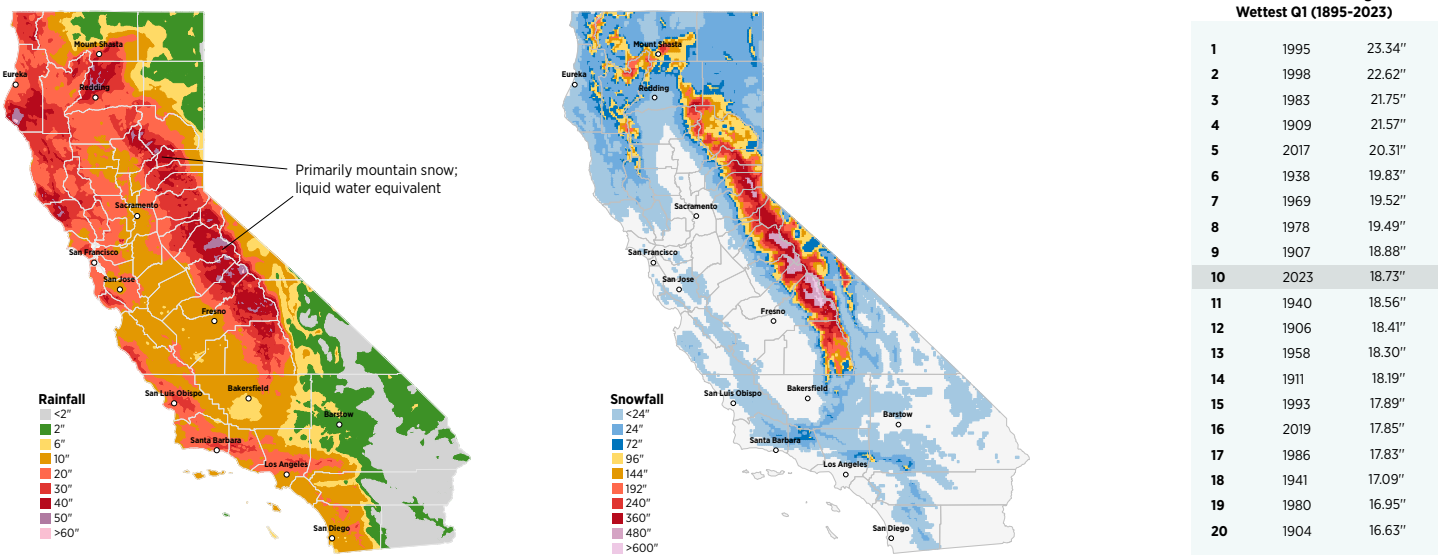 Mount Shasta
Eureka
Redding
Primarily mountain snow;
liquid water equivalent
Sacramento
San Francisco
San Jose
Fresno
Bakersfield
San Luis Obispo
Barstow
Santa Barbara
Los Angeles
San Diego
Rainfall
<2"
2"
6"
10"
20"
30"
40"
50"
>60"
Mount Shasta
Eureka
Redding
Sacramento
San Francisco
San Jose
Fresno
Bakersfield
San Luis Obispo
Barstow
Santa Barbara
Los Angeles
San Diego
Snowfall
<24"
24"
72"
96"
144"
192"
240"
360"
480"
>600"
Wettest Q1 (1895-2023)
1 1995 23.34"
2 1998 22.62"
3 1983 21.75"
4 1909 21.57"
5 2017 20.31"
6 1938 19.83"
7 1969 19.52"
8 1978 19.49"
9 1907 18.88"
10 2023 18.73"
11 1940 18.56"
12 1906 18.41"
13 1958 18.30"
14 1911 18.19"
15 1993 17.89"
16 2019 17.85"
17 1986 17.83"
18 1941 17.09"
19 1980 16.95"
20 1904 16.63"